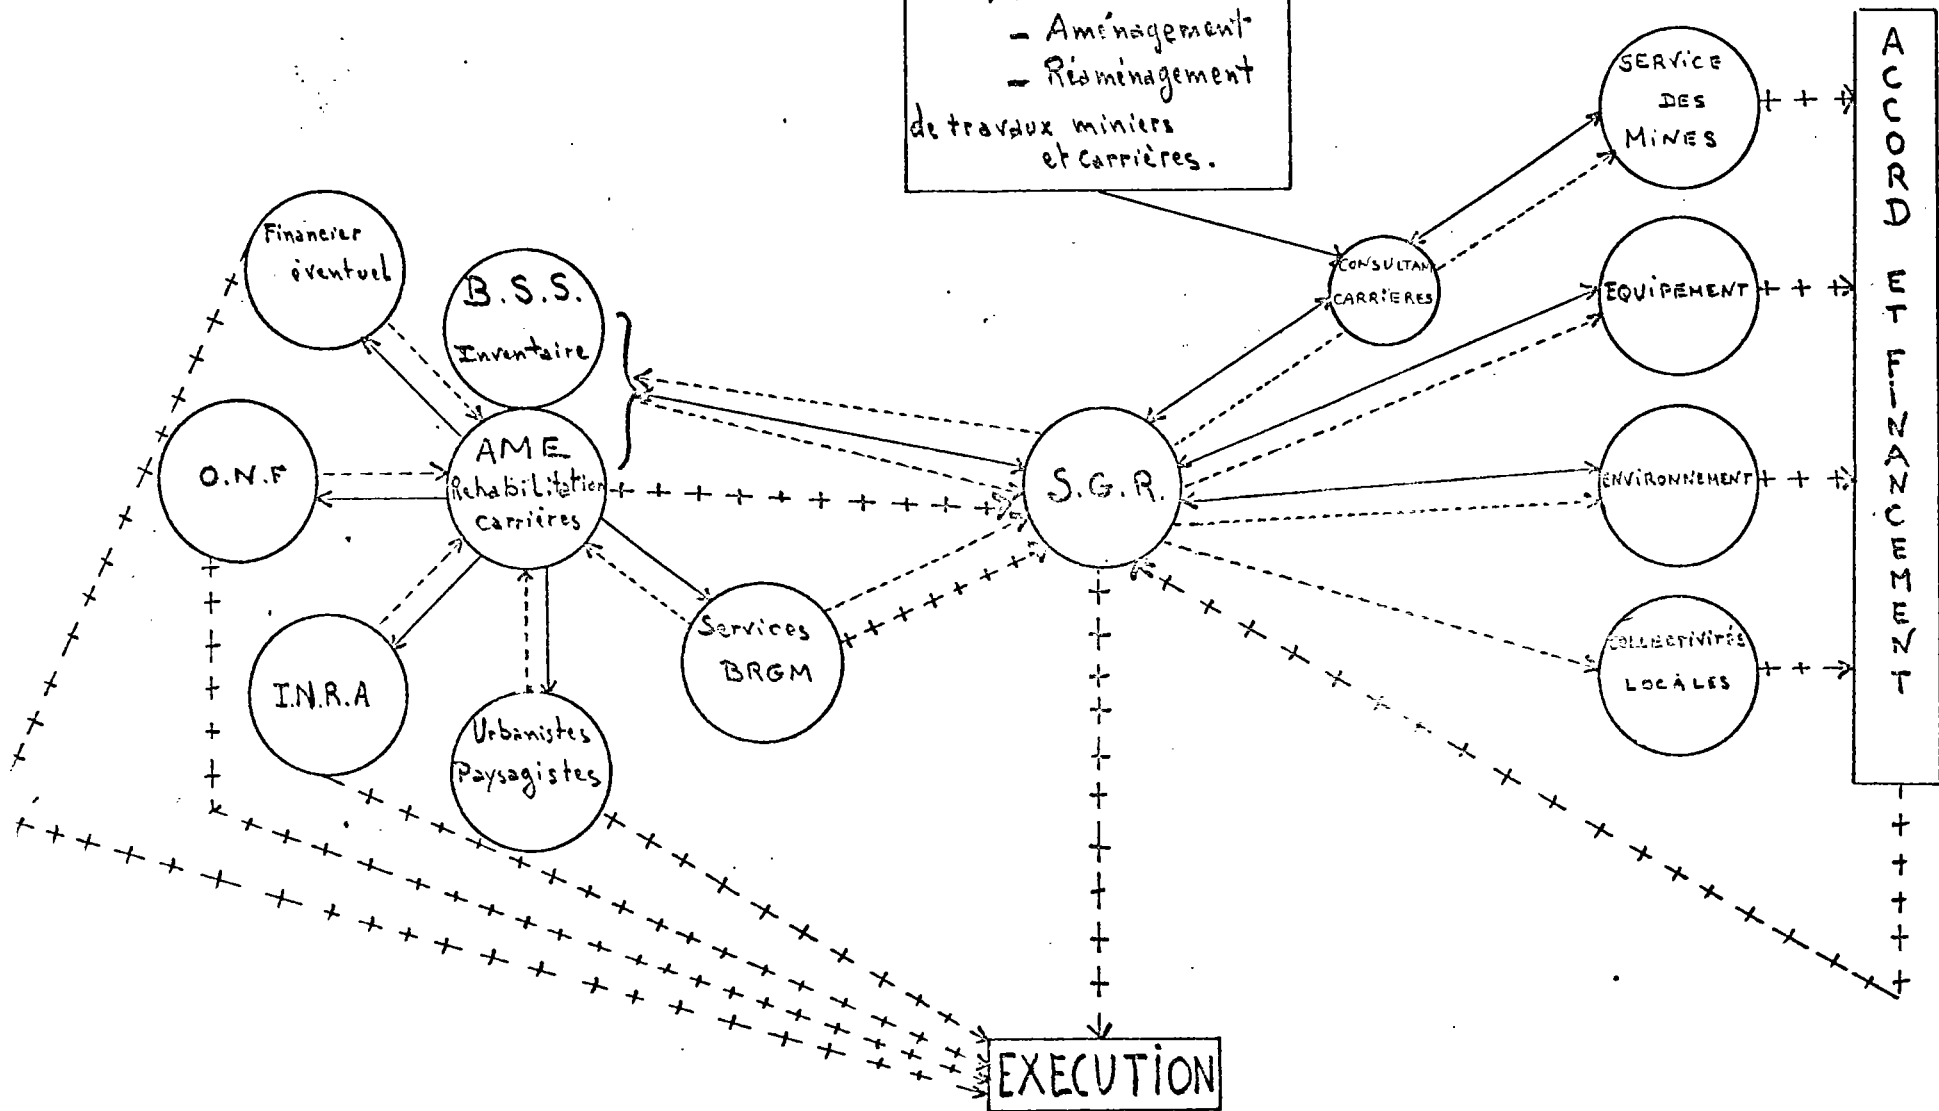 - Aménagement
- Réaménagement
de travaux miniers
et carrières.
SERVICE
DES
MINES
ACCORD ET FINANCEMENT
Financier
éventuel
B.S.S.
Inventaire
CONSULTANT
CARRIERES
EQUIPEMENT
O.N.F
AME
Rehabilitation
carrières
S.G.R.
ENVIRONNEMENT
Services
BRGM
COLLECTIVITÉS
LOCALES
I.N.R.A
Urbanistes
Paysagistes
EXECUTION